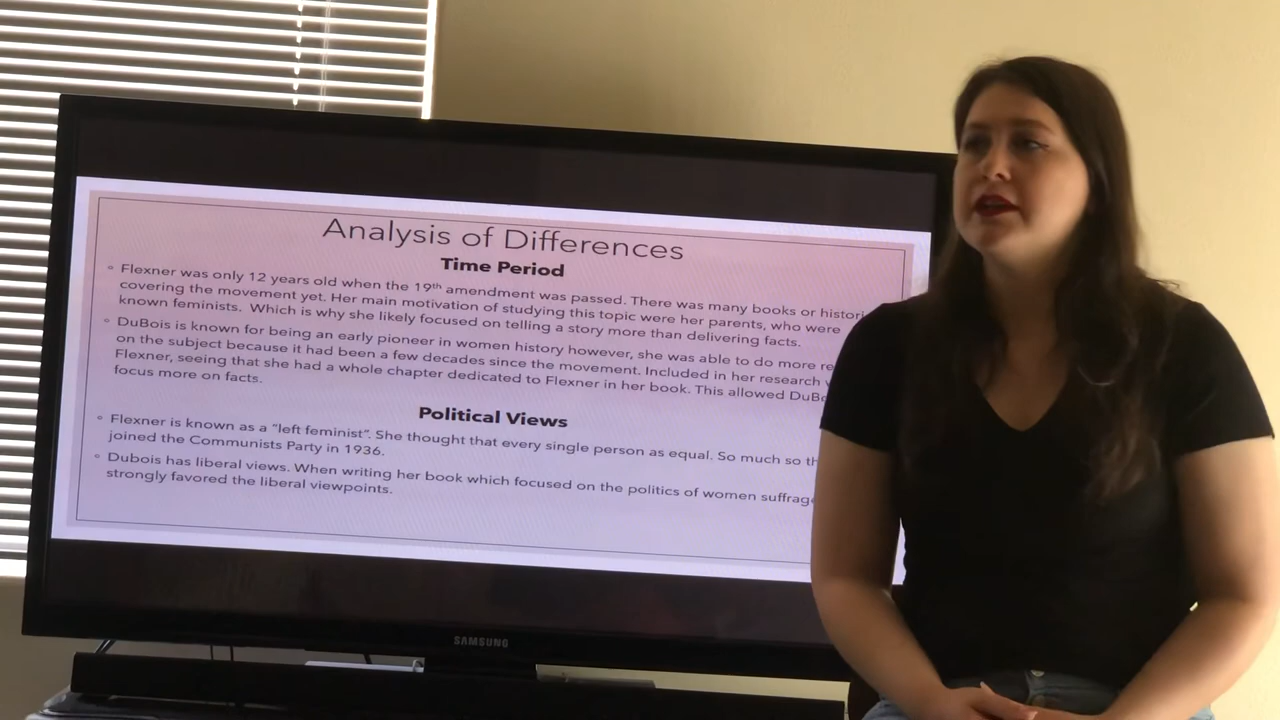 Analysis of Differences
Time Period
◦ Flexner was only 12 years old when the 19th amendment was passed. There was many books or
covering the movement yet. Her main motivation of studying this topic were her parents, who were
known feminists. Which is why she likely focused on telling a story more than delivering facts.
◦ DuBois is known for being an early pioneer in women history however, she was able to do more
on the subject because it had been a few decades since the movement. Included in her research
Flexner, seeing that she had a whole chapter dedicated to Flexner in her book. This allowed
focus more on facts.
Political Views
◦ Flexner is known as a "left feminist". She thought that every single person as equal. So much so
joined the Communists Party in 1936.
◦ Dubois has liberal views. When writing her book which focused on the politics of women
strongly favored the liberal viewpoints.
SAMSUNG